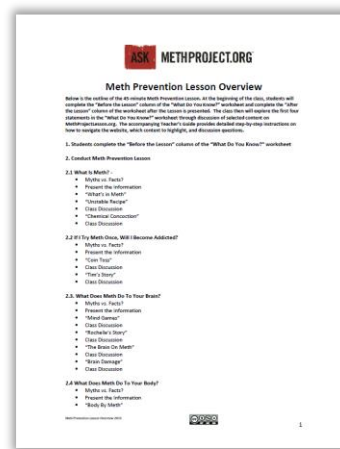 ASK METHPROJECT.ORG
Meth Prevention Lesson Overview
Below is the outline of the 45-minute Meth Prevention Lesson. At the beginning of the class, students will
complete the "Before the Lesson" column of the "What Do You Know?" worksheet and complete the "After
the Lesson" column of the worksheet after the Lesson is presented. The class then will explore the first four
statements in the "What Do You Know?" worksheet through discussion of selected content on
MethProjectLesson.org. The accompanying Teacher's Guide provides detailed step-by-step instructions on
how to navigate the website, which content to highlight, and discussion questions.
1. Students complete the "Before the Lesson" column of the "What Do You Know?" worksheet
2. Conduct Meth Prevention Lesson
2.1 What Is Meth?
• Myths vs. Facts?
• Present the Information
• "What's in Meth"
• "Unstable Recipe"
• Class Discussion
• "Chemical Concoction"
• Class Discussion
2.2 If I Try Meth Once, Will I Become Addicted?
• Myths vs. Facts?
• Present the Information
• "Coin Toss"
• Class Discussion
• "Tim's Story"
• Class Discussion
2.3. What Does Meth Do To Your Brain?
• Myths vs. Facts?
• Present the Information
• "Mind Games"
• Class Discussion
• "Rochelle's Story"
• Class Discussion
• "The Brain On Meth"
• Class Discussion
• "Brain Damage"
• Class Discussion
2.4 What Does Meth Do To Your Body?
• Myths vs. Facts?
• Present the Information
• "Body By Meth"
Meth Prevention Lesson Overview
1